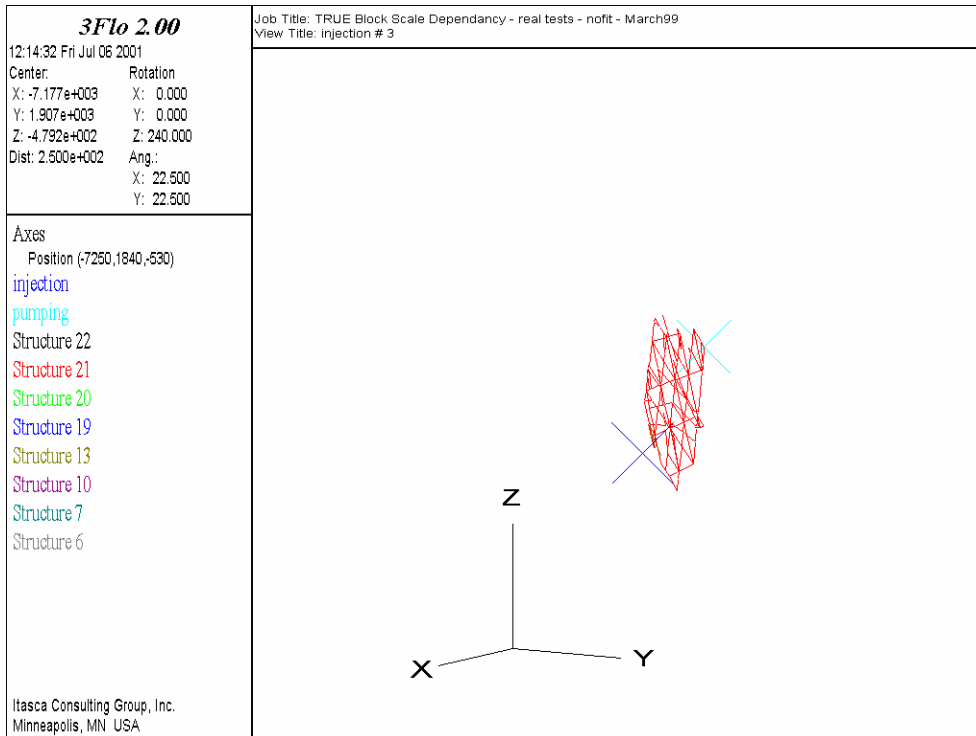 3Flo 2.00
12:14:32 Fri Jul 06 2001
Center: Rotation
X: -7.177e+003 X: 0.000
Y: 1.907e+003 Y: 0.000
Z: -4.792e+002 Z: 240.000
Dist: 2.500e+002 Ang.:
X: 22.500
Y: 22.500
Axes
Position (-7250,1840,-530)
injection
pumping
Structure 22
Structure 21
Structure 20
Structure 19
Structure 13
Structure 10
Structure 7
Structure 6
Itasca Consulting Group, Inc.
Minneapolis, MN USA
Job Title: TRUE Block Scale Dependancy - real tests - nofit - March99
View Title: injection # 3
Z
X
Y